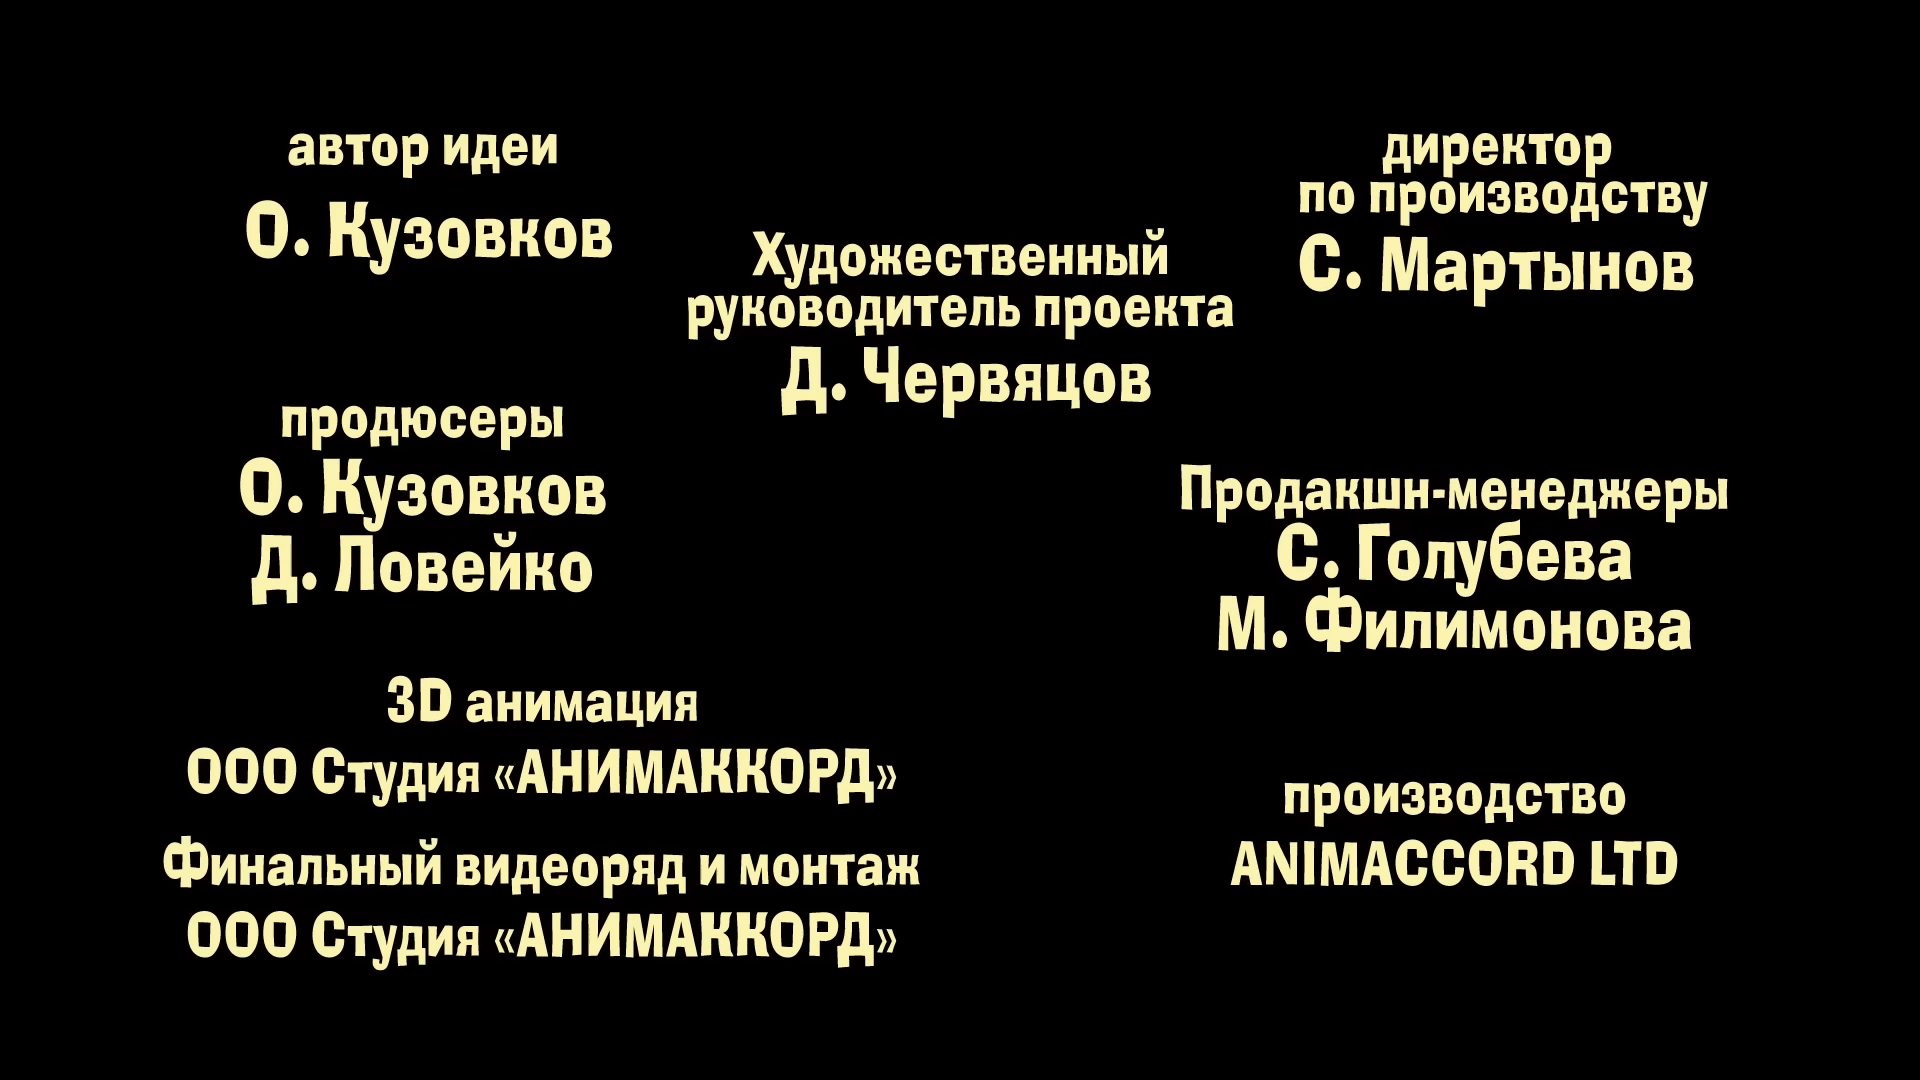 автор идеи
О. Кузовков
продюсеры
О. Кузовков
Д. Ловейко
Художественный
руководитель проекта
Д. Червяцов
директор
по производству
С. Мартынов
Продакшн-менеджеры
С. Голубева
М. Филимонова
3D анимация
ООО Студия «АНИМАККОРД»
Финальный видеоряд и монтаж
ООО Студия «АНИМАККОРД»
производство
ANIMACCORD LTD